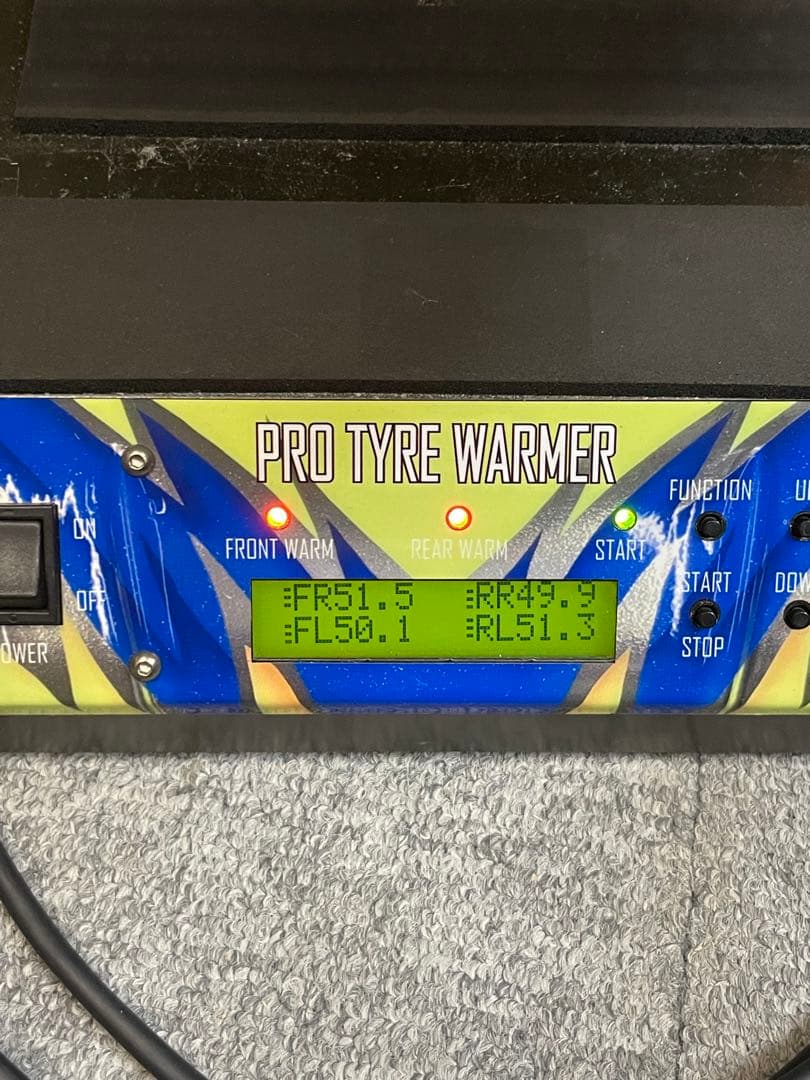 PRO TYRE WARMER
FUNCTION
ON
FRONT WARM
REAR WARM
START
OFF
START
FR51.5 RR49.9
FL50.1 RL51.3
STOP